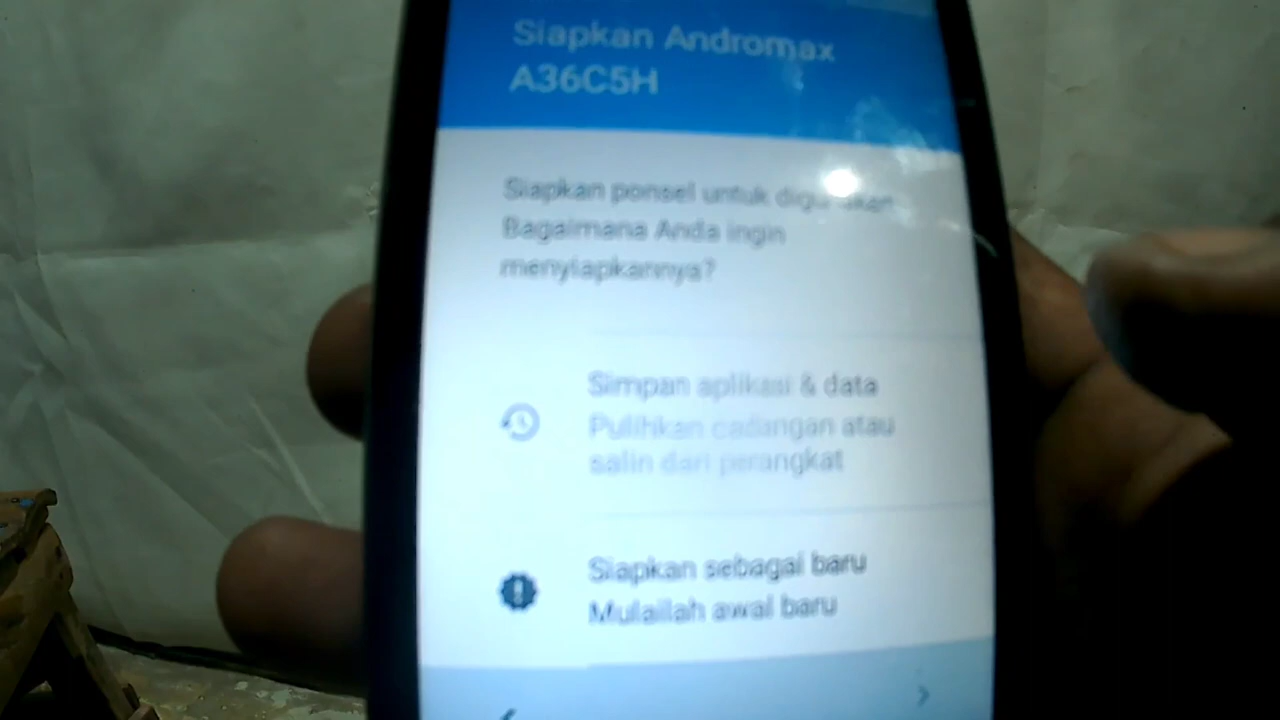 Siapkan Andromax
A36C5H
Siapkan ponsel untuk digunakan.
Bagaimana Anda ingin
menyiapkannya?
Simpan aplikasi & data
Pulihkan cadangan atau
salin dari perangkat
Siapkan sebagai baru
Mulailah awal baru